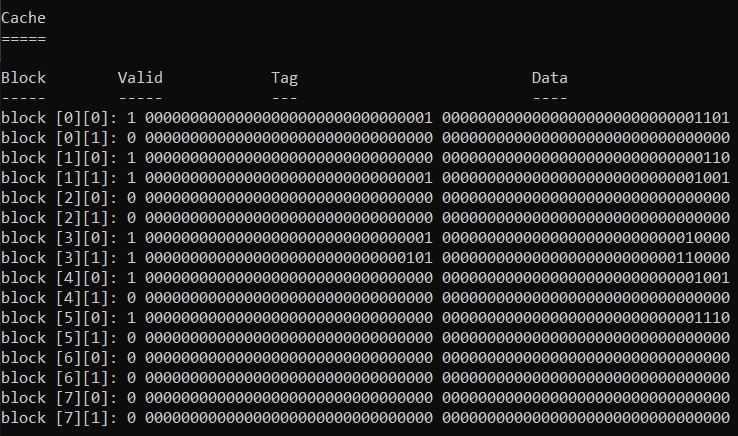 Cache
=====
Block Valid Tag Data
----- ----- --- ----
block [0][0]: 1 00000000000000000000000000000001 00000000000000000000000000001101
block [0][1]: 0 00000000000000000000000000000000 00000000000000000000000000000000
block [1][0]: 1 00000000000000000000000000000000 00000000000000000000000000000110
block [1][1]: 1 00000000000000000000000000000001 00000000000000000000000000001001
block [2][0]: 0 00000000000000000000000000000000 00000000000000000000000000000000
block [2][1]: 0 00000000000000000000000000000000 00000000000000000000000000000000
block [3][0]: 1 00000000000000000000000000000001 00000000000000000000000000010000
block [3][1]: 1 00000000000000000000000000000101 00000000000000000000000000110000
block [4][0]: 1 00000000000000000000000000000000 00000000000000000000000000001001
block [4][1]: 0 00000000000000000000000000000000 00000000000000000000000000000000
block [5][0]: 1 00000000000000000000000000000000 00000000000000000000000000001110
block [5][1]: 0 00000000000000000000000000000000 00000000000000000000000000000000
block [6][0]: 0 00000000000000000000000000000000 00000000000000000000000000000000
block [6][1]: 0 00000000000000000000000000000000 00000000000000000000000000000000
block [7][0]: 0 00000000000000000000000000000000 00000000000000000000000000000000
block [7][1]: 0 00000000000000000000000000000000 00000000000000000000000000000000